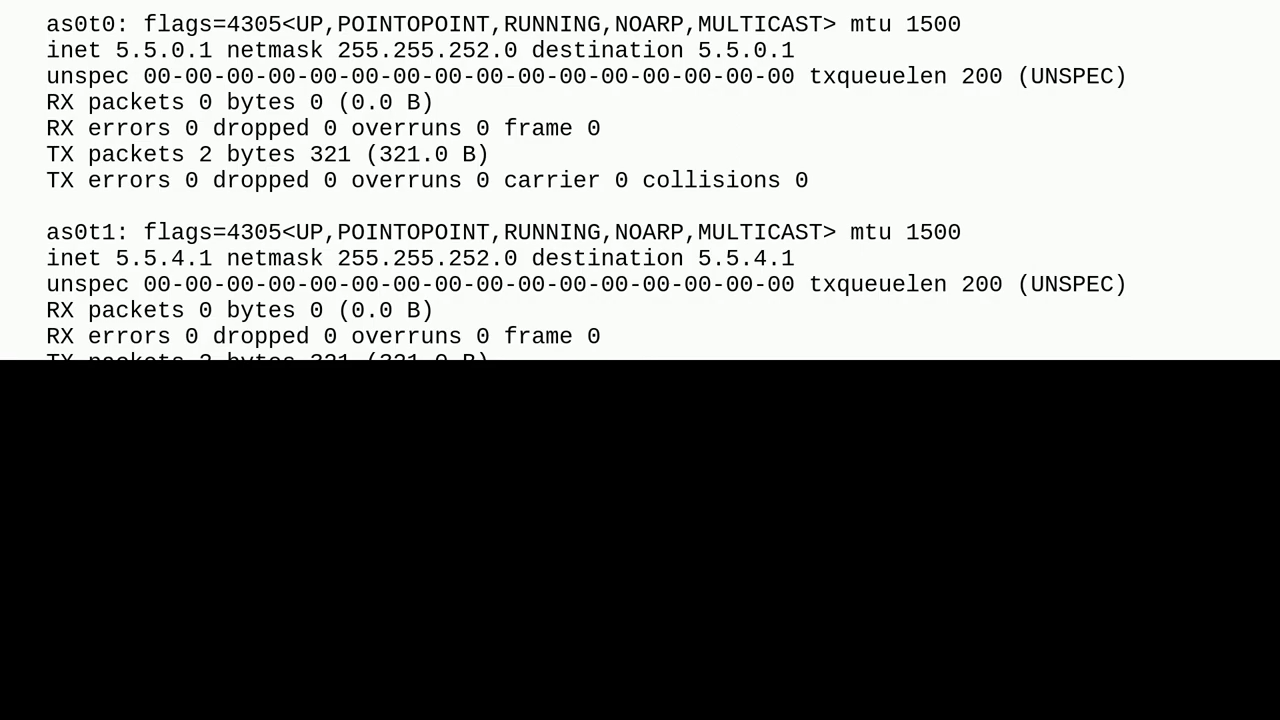 as0t0: flags=4305<UP,POINTOPOINT,RUNNING,NOARP,MULTICAST> mtu 1500
inet 5.5.0.1 netmask 255.255.252.0 destination 5.5.0.1
unspec 00-00-00-00-00-00-00-00-00-00-00-00-00-00-00-00 txqueuelen 200 (UNSPEC)
RX packets 0 bytes 0 (0.0 B)
RX errors 0 dropped 0 overruns 0 frame 0
TX packets 2 bytes 321 (321.0 B)
TX errors 0 dropped 0 overruns 0 carrier 0 collisions 0

as0t1: flags=4305<UP,POINTOPOINT,RUNNING,NOARP,MULTICAST> mtu 1500
inet 5.5.4.1 netmask 255.255.252.0 destination 5.5.4.1
unspec 00-00-00-00-00-00-00-00-00-00-00-00-00-00-00-00 txqueuelen 200 (UNSPEC)
RX packets 0 bytes 0 (0.0 B)
RX errors 0 dropped 0 overruns 0 frame 0